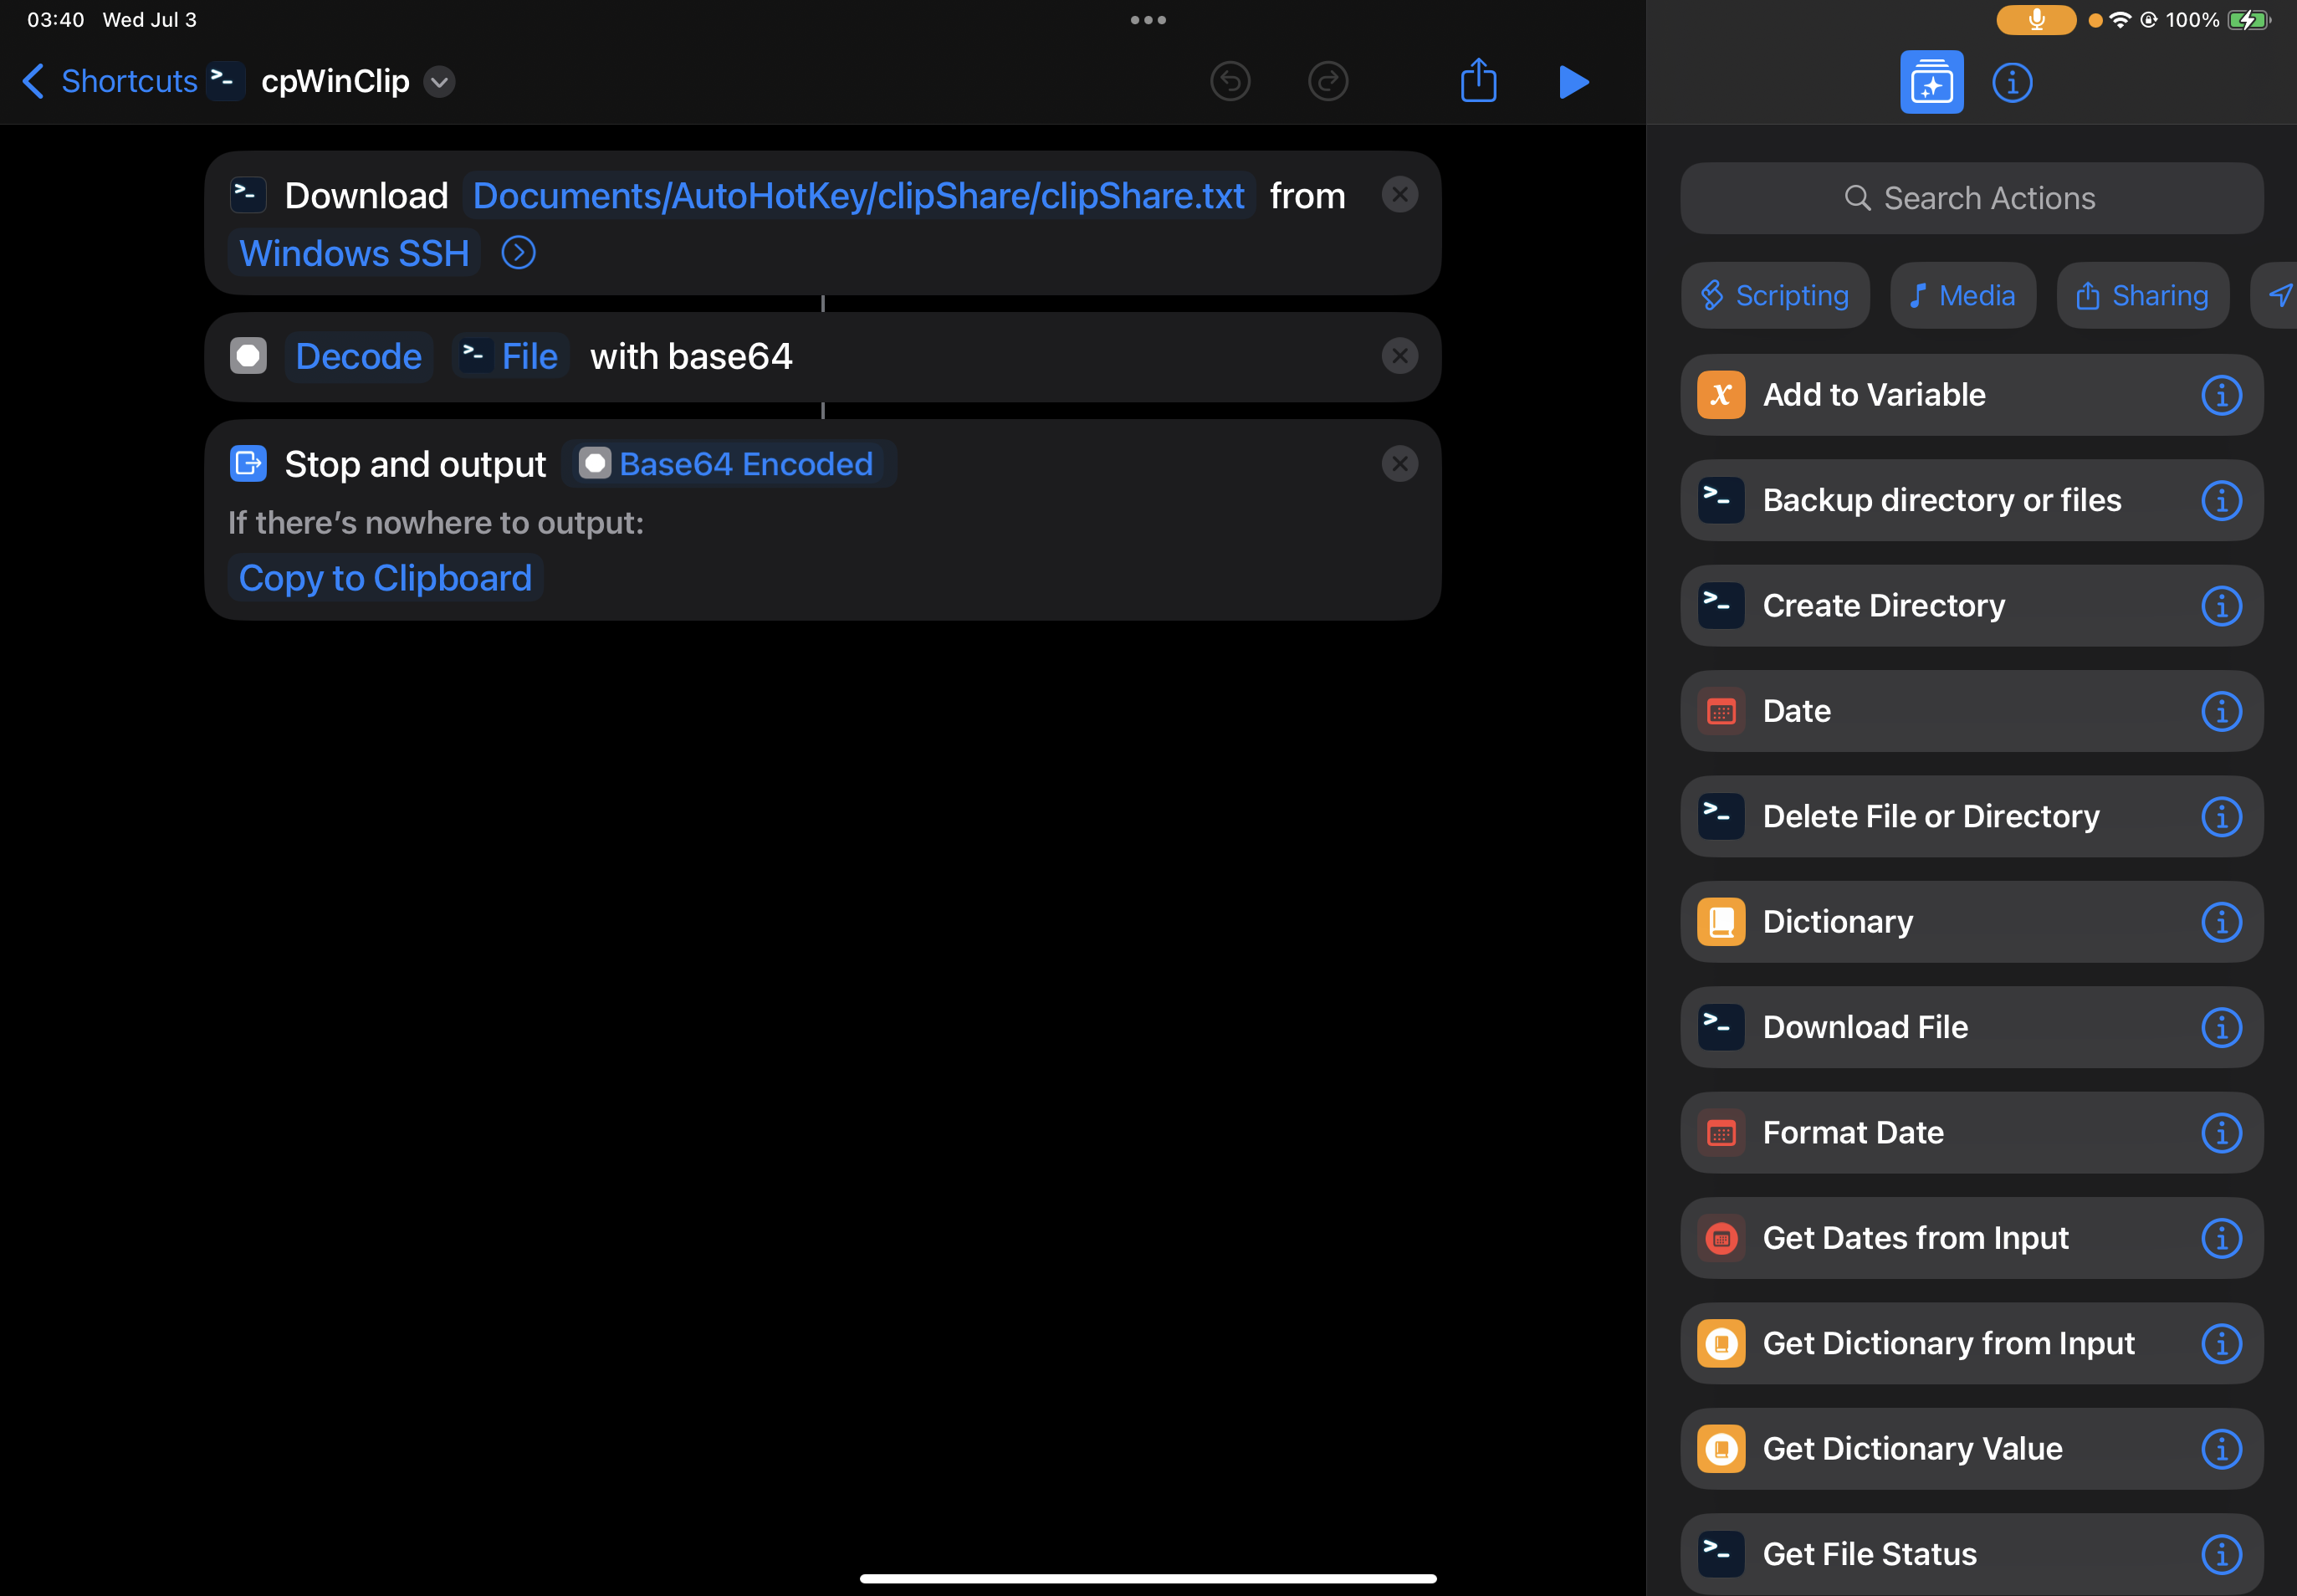 03:40 Wed Jul 3
100%
Shortcuts cpWinClip
Download Documents/AutoHotKey/clipShare/clipShare.txt from
Windows SSH
Decode File with base64
Stop and output Base64 Encoded
If there's nowhere to output:
Copy to Clipboard
Search Actions
Scripting Media Sharing
Add to Variable
Backup directory or files
Create Directory
Date
Delete File or Directory
Dictionary
Download File
Format Date
Get Dates from Input
Get Dictionary from Input
Get Dictionary Value
Get File Status